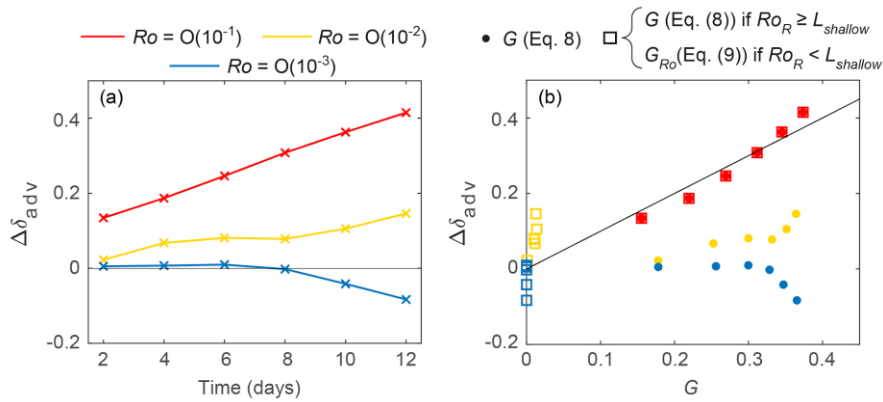 Ro = O(10⁻¹) Ro = O(10⁻²)
Ro = O(10⁻³)
● G (Eq. 8) □ { G (Eq. (8)) if Ro_R ≥ L_shallow
G_Ro(Eq. (9)) if Ro_R < L_shallow
(a)
0.4
0.2
0
-0.2
Δδ_adv
2 4 6 8 10 12
Time (days)
(b)
0.4
0.2
0
-0.2
Δδ_adv
0 0.1 0.2 0.3 0.4
G